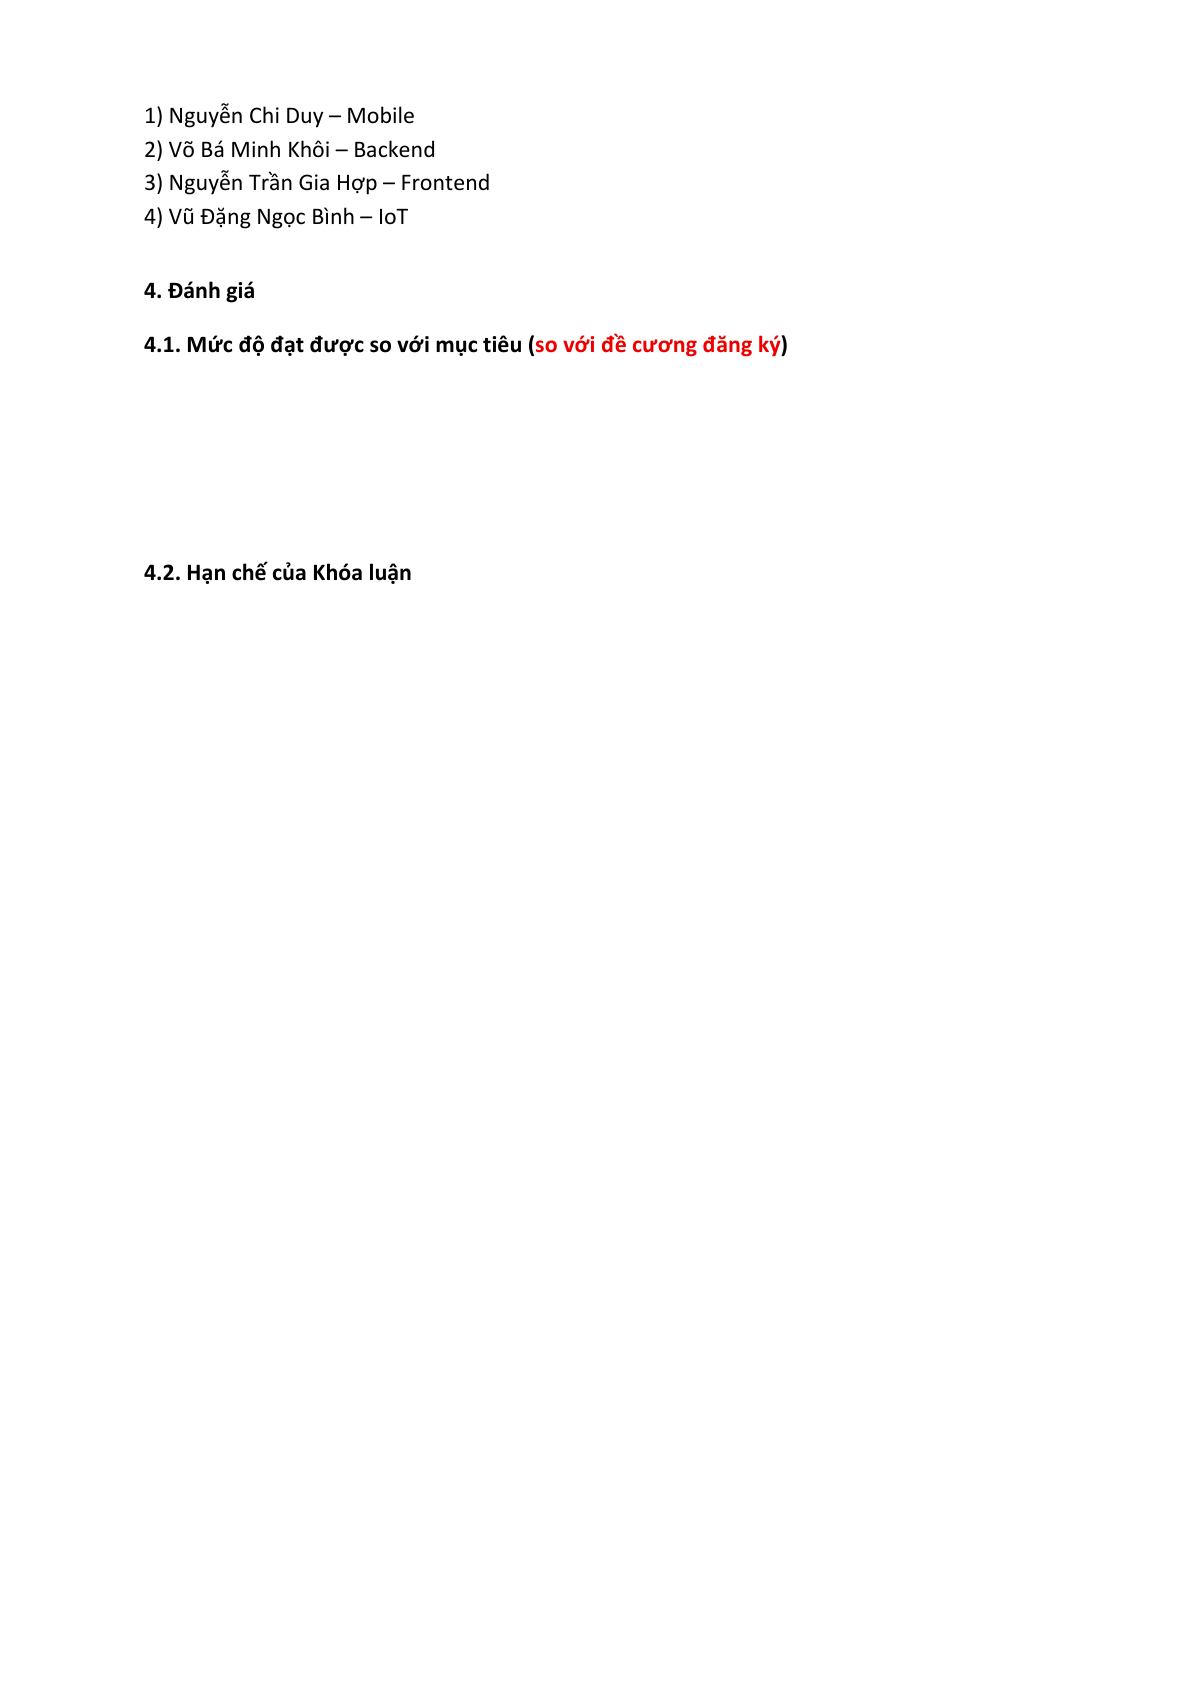 1) Nguyễn Chi Duy – Mobile
2) Võ Bá Minh Khôi – Backend
3) Nguyễn Trần Gia Hợp – Frontend
4) Vũ Đặng Ngọc Bình – IoT
4. Đánh giá
4.1. Mức độ đạt được so với mục tiêu (so với đề cương đăng ký)
4.2. Hạn chế của Khóa luận